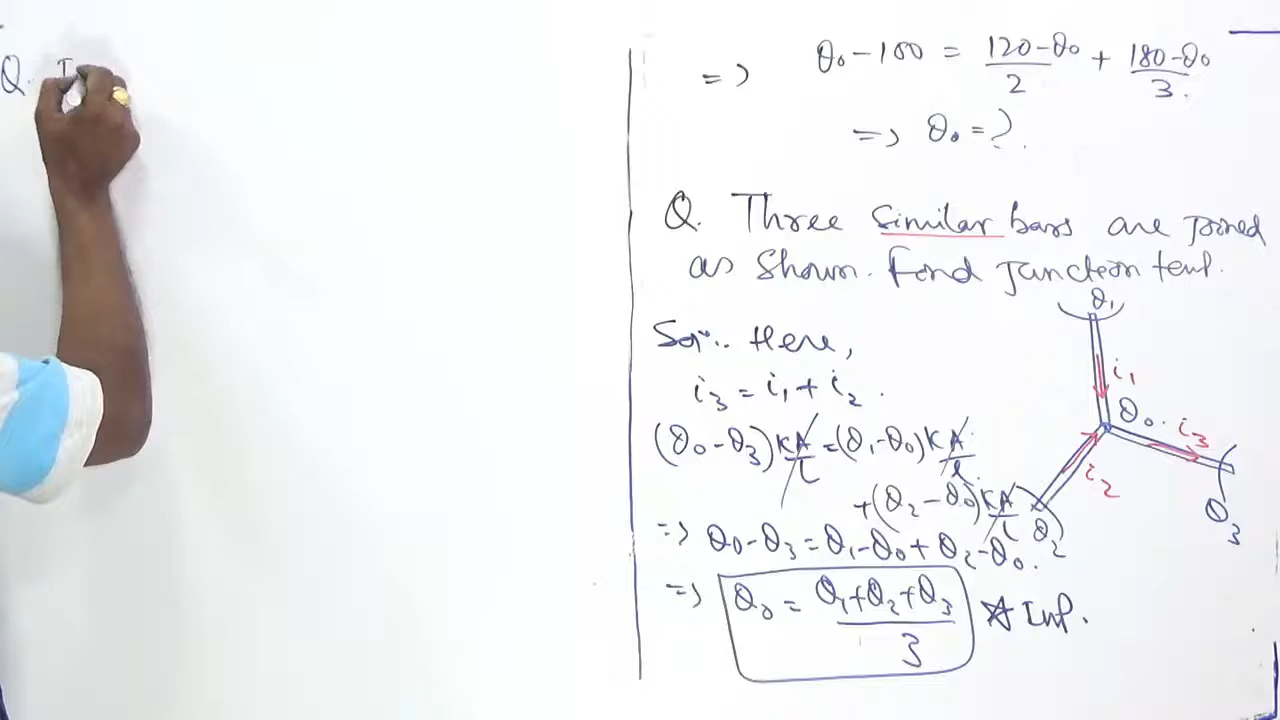 Q. I
=> θ₀ - 100 = (120-θ₀)/2 + (180-θ₀)/3.
=> θ₀ = ?
Q. Three similar bars are joined
as shown. Find Junction temp.
θ₁
Sol:. Here,
i₃ = i₁ + i₂.
i₁
θ₀. i₃
(θ₀-θ₃) KA/l = (θ₁-θ₀) K A/l
i₂
+(θ₂-θ₀) KA/l
θ₂
θ₃
=> θ₀-θ₃ = θ₁-θ₀ + θ₂-θ₀.
=> θ₀ = (θ₁+θ₂+θ₃)/3 ☆ Imp.